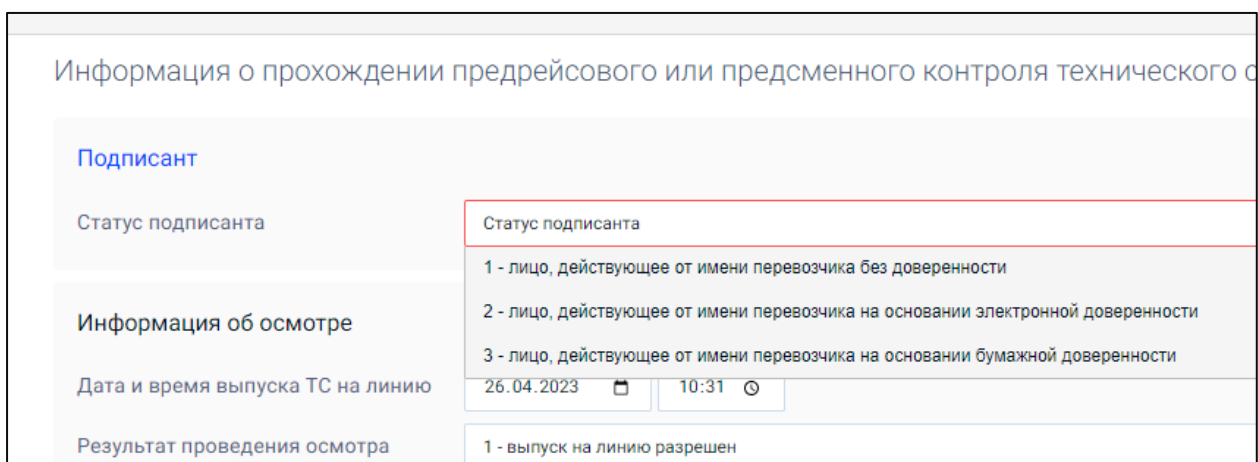 Информация о прохождении предрейсового или предсменного контроля технического
Подписант
Статус подписанта
Статус подписанта
1 - лицо, действующее от имени перевозчика без доверенности
2 - лицо, действующее от имени перевозчика на основании электронной доверенности
3 - лицо, действующее от имени перевозчика на основании бумажной доверенности
Информация об осмотре
Дата и время выпуска ТС на линию 26.04.2023 10:31
Результат проведения осмотра 1 - выпуск на линию разрешен